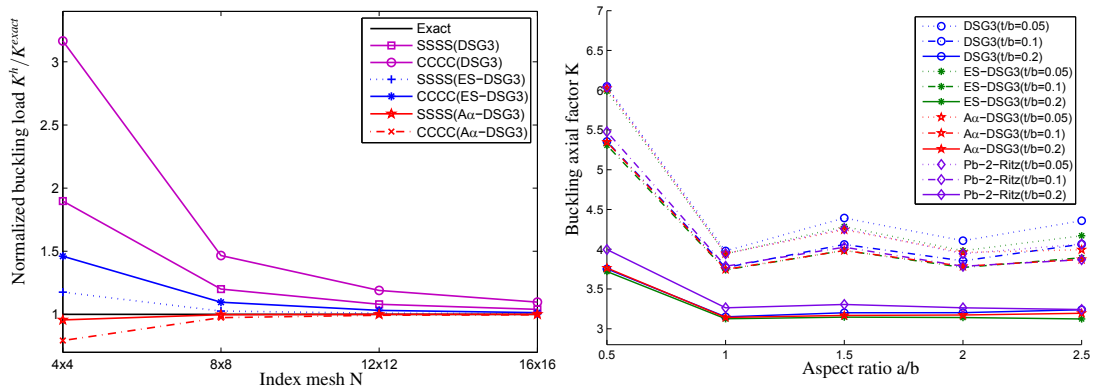 Normalized buckling load K^h/K^exact
3.5
3
2.5
2
1.5
1
4x4
8x8
12x12
16x16
Index mesh N
Exact
SSSS(DSG3)
CCCC(DSG3)
SSSS(ES−DSG3)
CCCC(ES−DSG3)
SSSS(Aα−DSG3)
CCCC(Aα−DSG3)
Buckling axial factor K
7
6.5
6
5.5
5
4.5
4
3.5
3
0.5
1
1.5
2
2.5
Aspect ratio a/b
DSG3(t/b=0.05)
DSG3(t/b=0.1)
DSG3(t/b=0.2)
ES−DSG3(t/b=0.05)
ES−DSG3(t/b=0.1)
ES−DSG3(t/b=0.2)
Aα−DSG3(t/b=0.05)
Aα−DSG3(t/b=0.1)
Aα−DSG3(t/b=0.2)
Pb−2−Ritz(t/b=0.05)
Pb−2−Ritz(t/b=0.1)
Pb−2−Ritz(t/b=0.2)